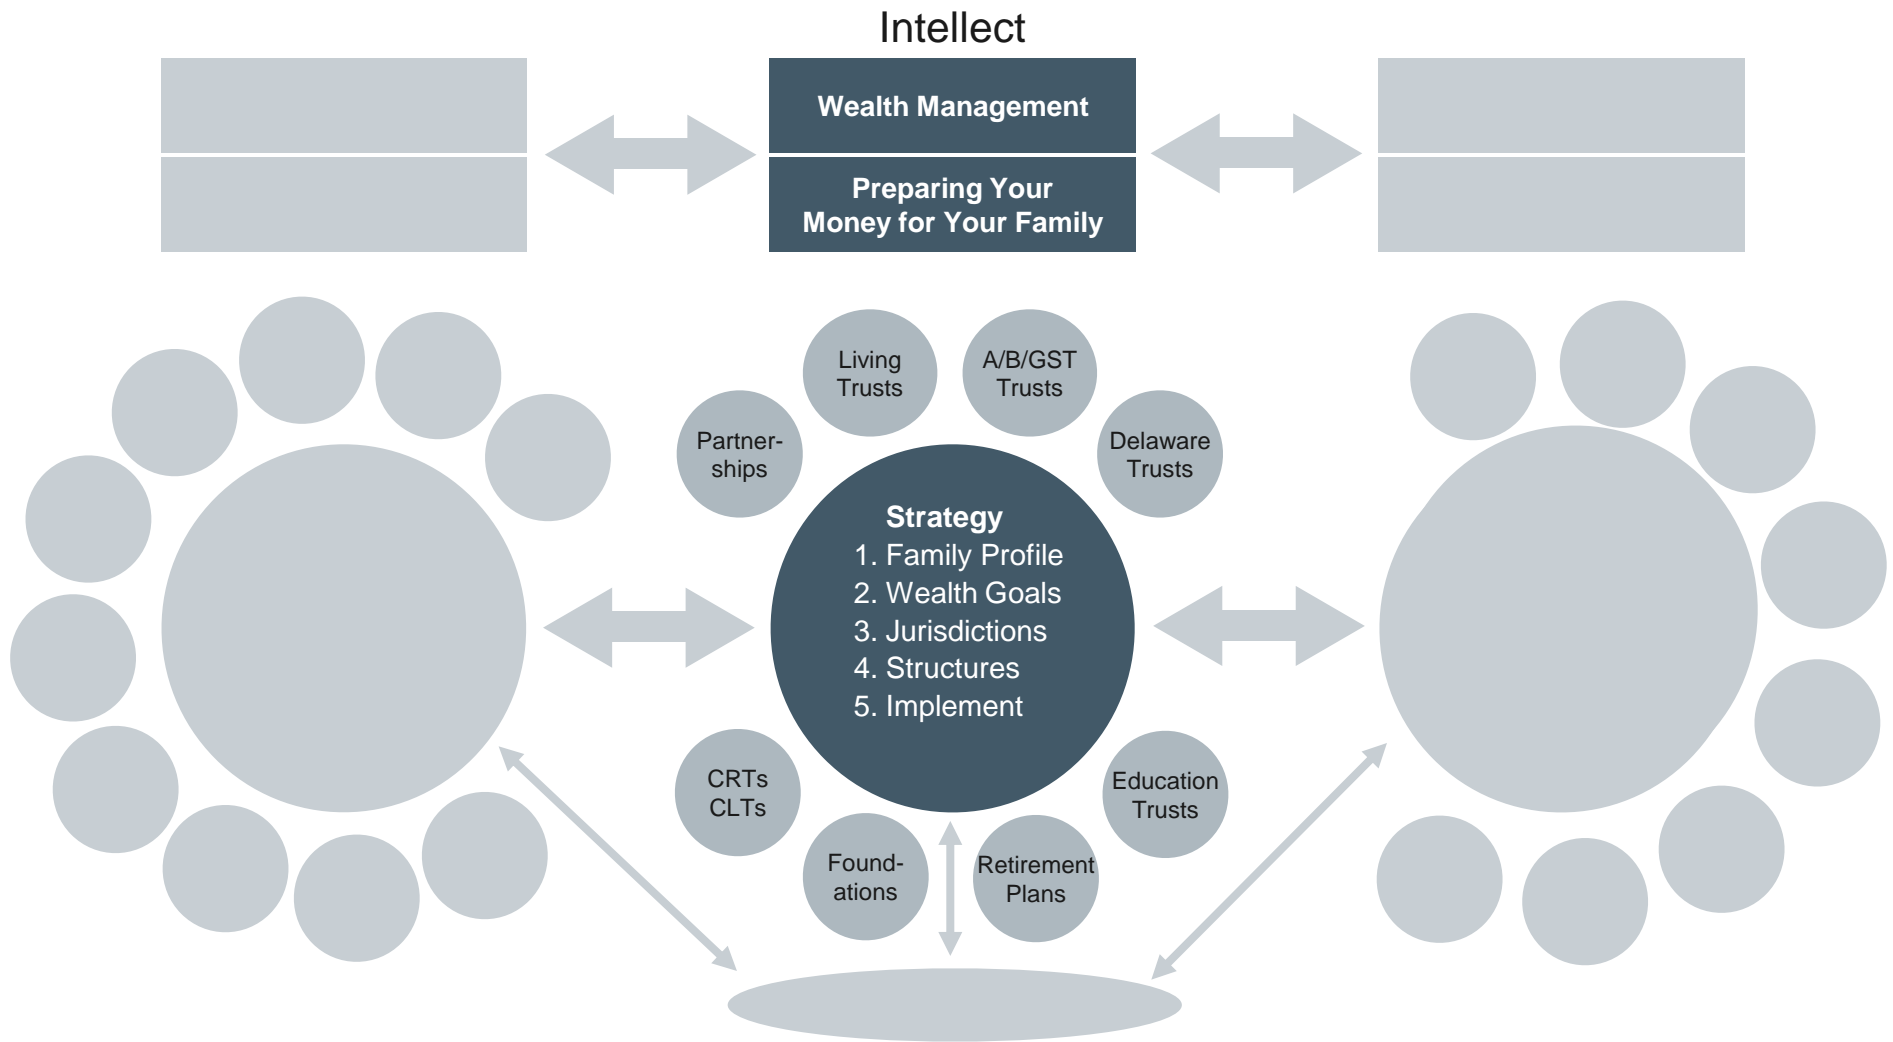 Intellect
Wealth Management
Preparing Your
Money for Your Family
Living
Trusts
A/B/GST
Trusts
Partner-
ships
Delaware
Trusts
Strategy
1. Family Profile
2. Wealth Goals
3. Jurisdictions
4. Structures
5. Implement
CRTs
CLTs
Education
Trusts
Found-
ations
Retirement
Plans